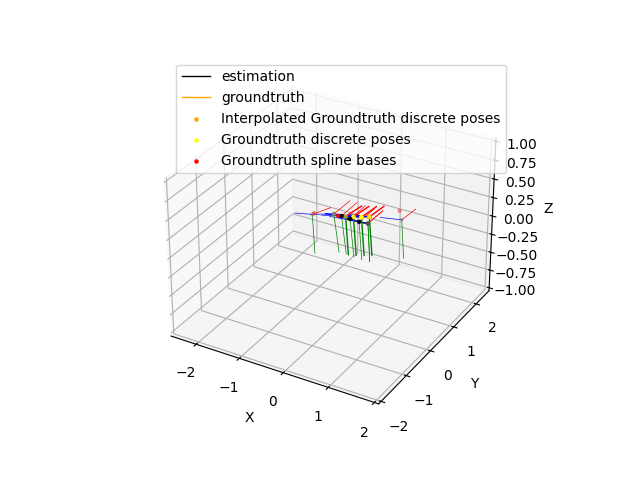 estimation
groundtruth
Interpolated Groundtruth discrete poses
Groundtruth discrete poses
Groundtruth spline bases
1.00
0.75
0.50
Z
0.25
0.00
−0.25
−0.50
−0.75
−1.00
2
1
0
Y
−1
−2
−2
−1
0
1
2
X